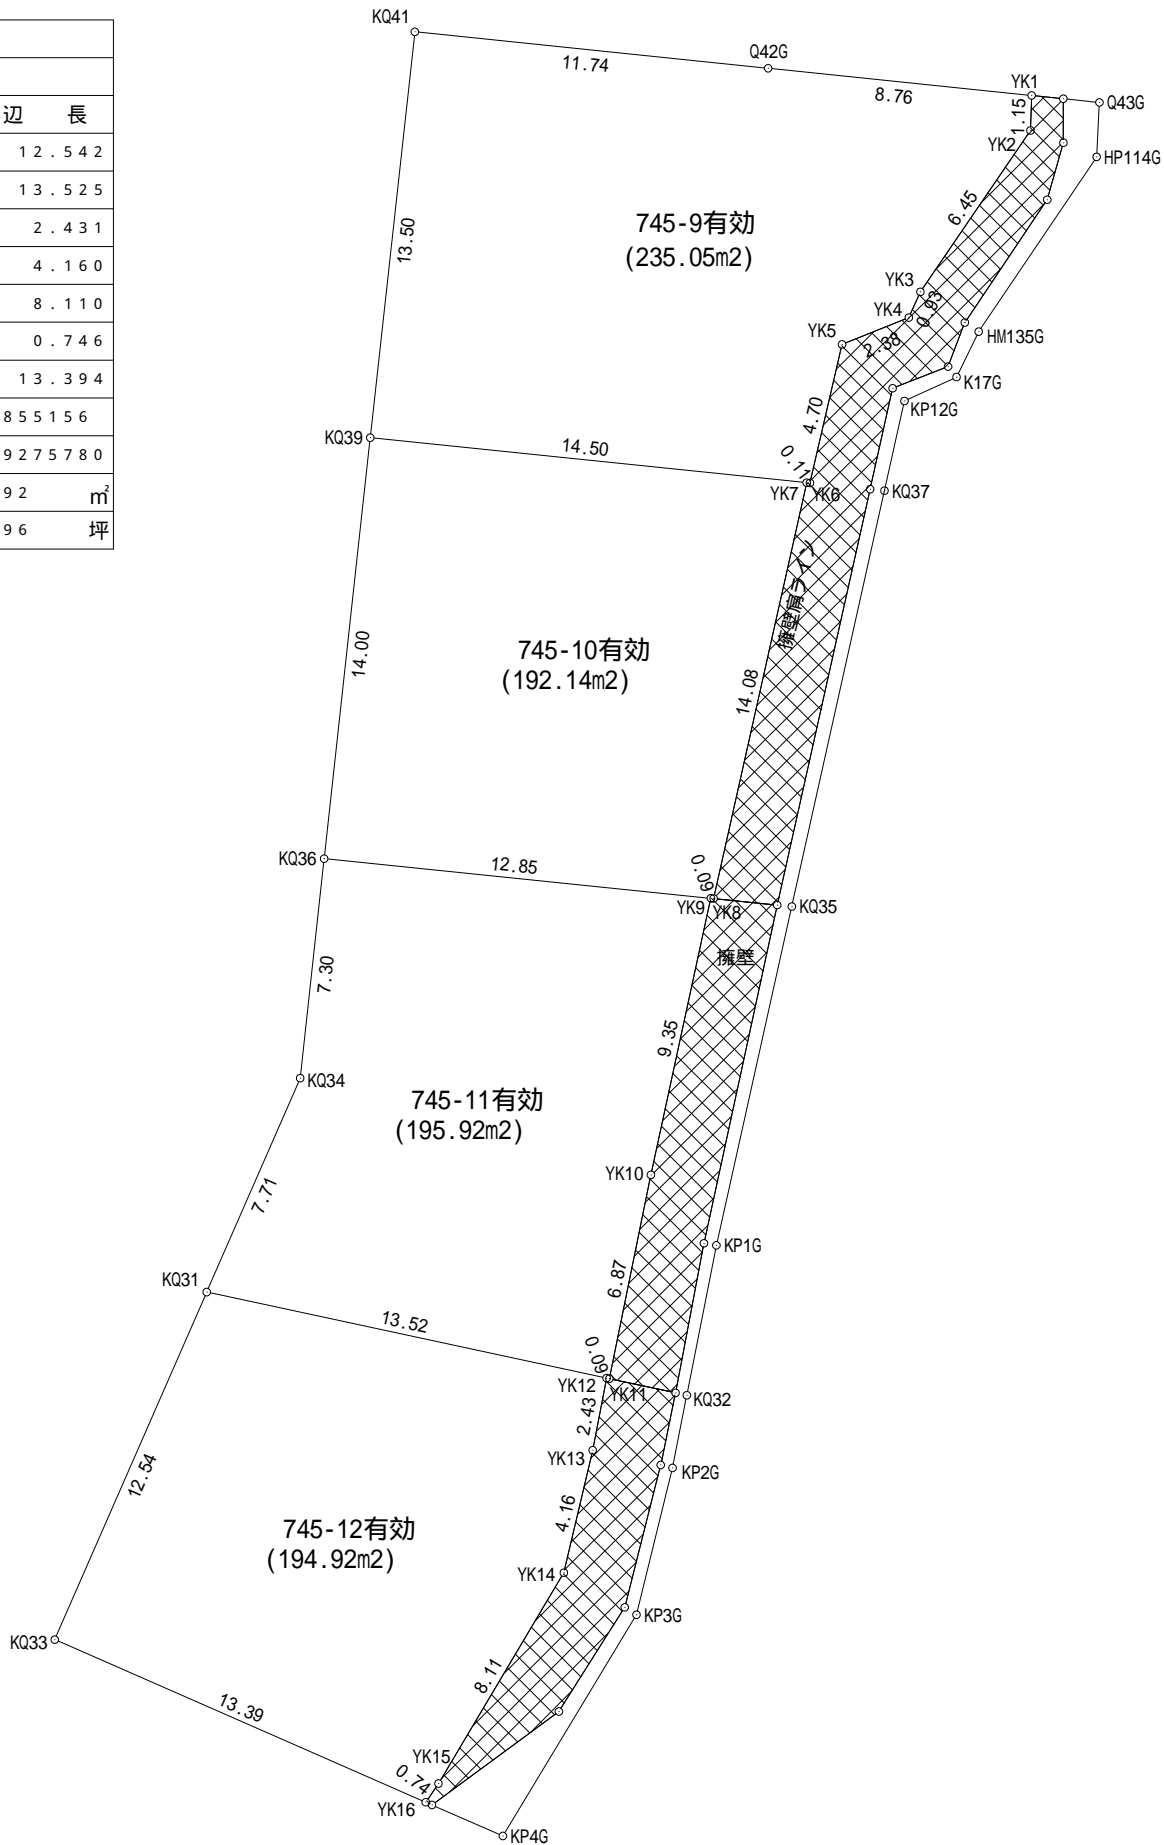 辺 長
12.542
13.525
2.431
4.160
8.110
0.746
13.394
855156
9275780
92 ㎡
96 坪
KQ41
11.74
Q42G
8.76
YK1
Q43G
1.15
YK2
HP114G
6.45
13.50
745-9有効
(235.05m2)
YK3
0.93
YK4
YK5
2.38
HM135G
K17G
KP12G
4.70
KQ39
14.50
0.11
YK7
YK6
KQ37
擁壁肩ライン
14.00
745-10有効
(192.14m2)
14.08
KQ36
12.85
0.09
YK9
YK8
KQ35
擁壁
7.30
9.35
KQ34
745-11有効
(195.92m2)
YK10
7.71
KP1G
6.87
KQ31
13.52
0.09
YK12
YK11
KQ32
2.43
YK13
KP2G
12.54
4.16
745-12有効
(194.92m2)
YK14
KP3G
KQ33
8.11
13.39
YK15
0.74
YK16
KP4G